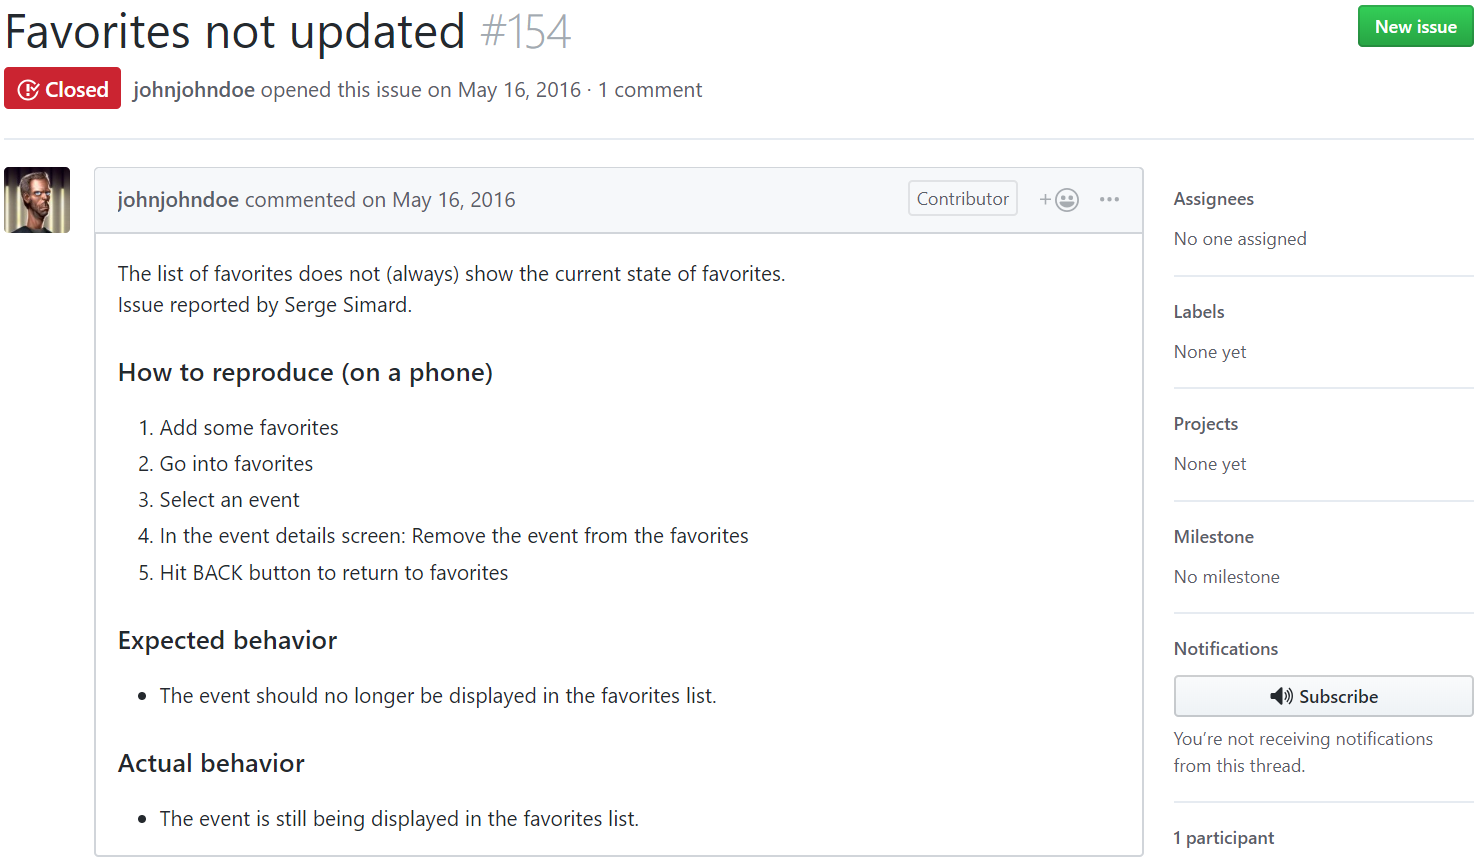 Favorites not updated #154
New issue
Closed
johnjohndoe opened this issue on May 16, 2016 · 1 comment
johnjohndoe commented on May 16, 2016
Contributor
+
The list of favorites does not (always) show the current state of favorites.
Issue reported by Serge Simard.
How to reproduce (on a phone)
1. Add some favorites
2. Go into favorites
3. Select an event
4. In the event details screen: Remove the event from the favorites
5. Hit BACK button to return to favorites
Expected behavior
• The event should no longer be displayed in the favorites list.
Actual behavior
• The event is still being displayed in the favorites list.
Assignees
No one assigned
Labels
None yet
Projects
None yet
Milestone
No milestone
Notifications
Subscribe
You’re not receiving notifications
from this thread.
1 participant